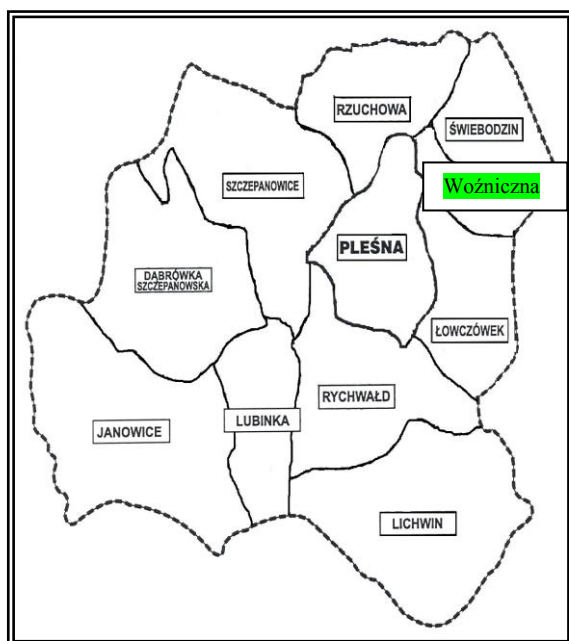 RZUCHOWA
ŚWIEBODZIN
SZCZEPANOWICE
Woźniczna
PLEŚNA
DĄBRÓWKA
SZCZEPANOWSKA
ŁOWCZÓWEK
RYCHWAŁD
LUBINKA
JANOWICE
LICHWIN